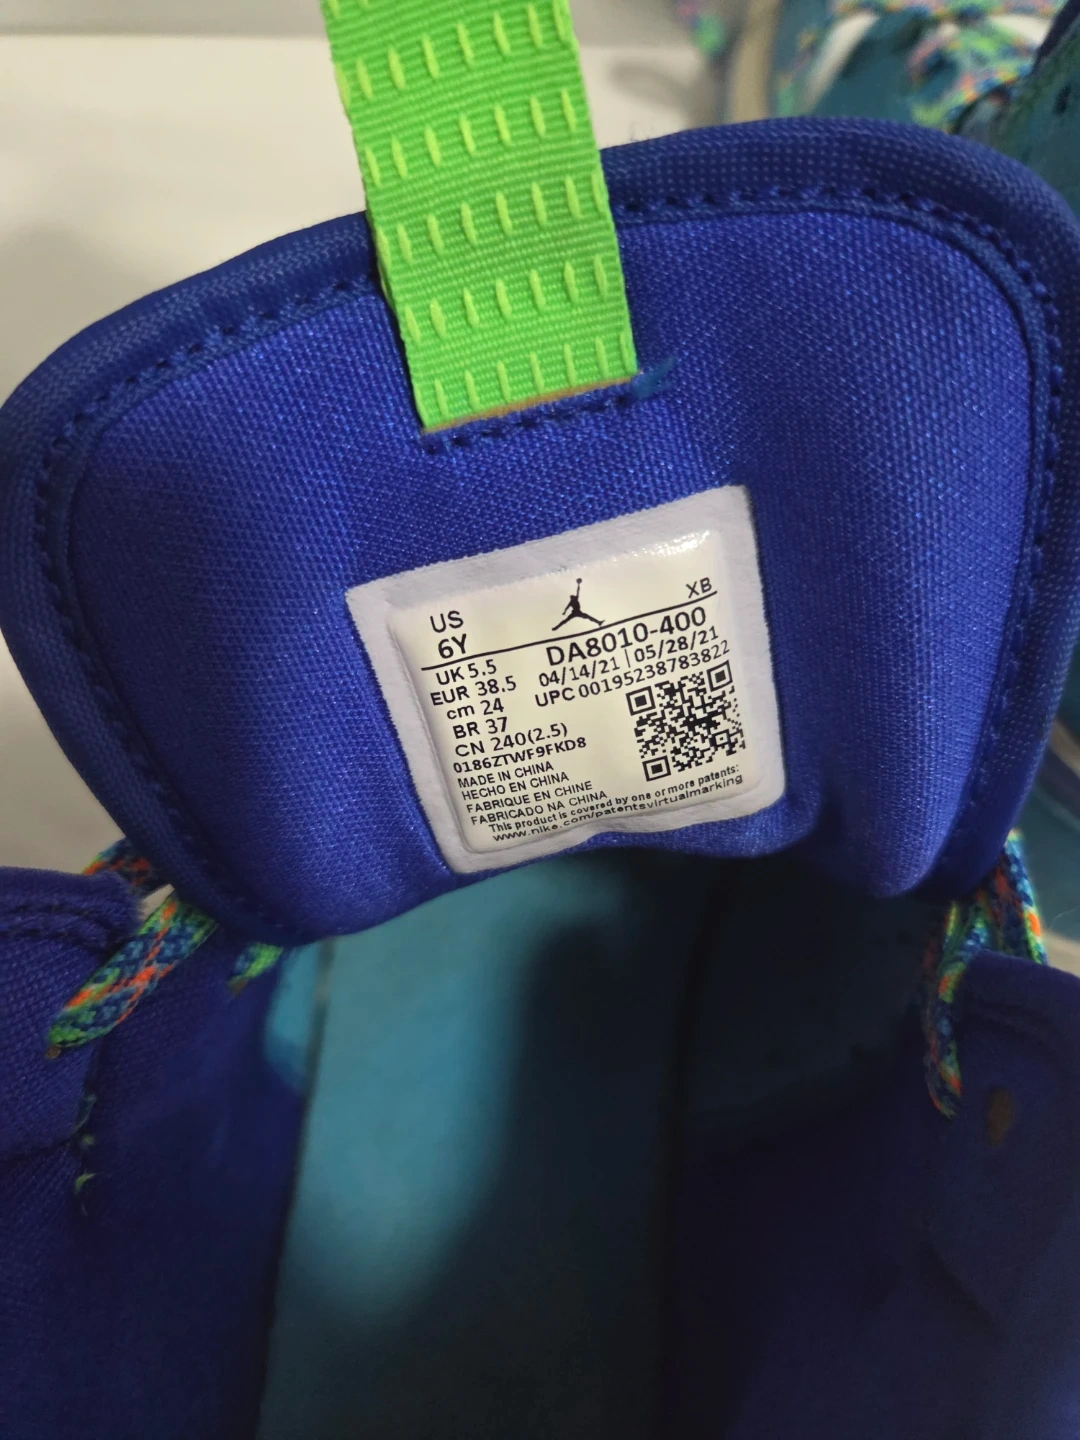 US
6Y
XB
UK 5.5
DA8010-400
EUR 38.5
04/14/21 | 05/28/21
cm 24
UPC 00195238783822
BR 37
CN 240(2.5)
0186ZTWF9FKD8
MADE IN CHINA
HECHO EN CHINA
FABRIQUE EN CHINE
FABRICADO NA CHINA
This product is covered by one or more patents:
www.nike.com/patentsvirtualmarking